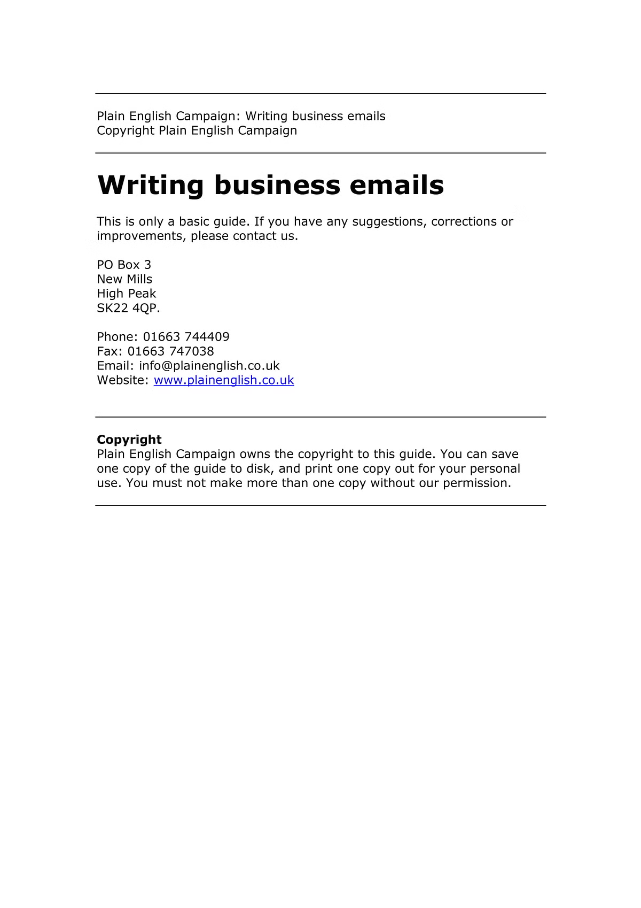 Plain English Campaign: Writing business emails
Copyright Plain English Campaign
Writing business emails
This is only a basic guide. If you have any suggestions, corrections or
improvements, please contact us.
PO Box 3
New Mills
High Peak
SK22 4QP.
Phone: 01663 744409
Fax: 01663 747038
Email: info@plainenglish.co.uk
Website: www.plainenglish.co.uk
Copyright
Plain English Campaign owns the copyright to this guide. You can save
one copy of the guide to disk, and print one copy out for your personal
use. You must not make more than one copy without our permission.